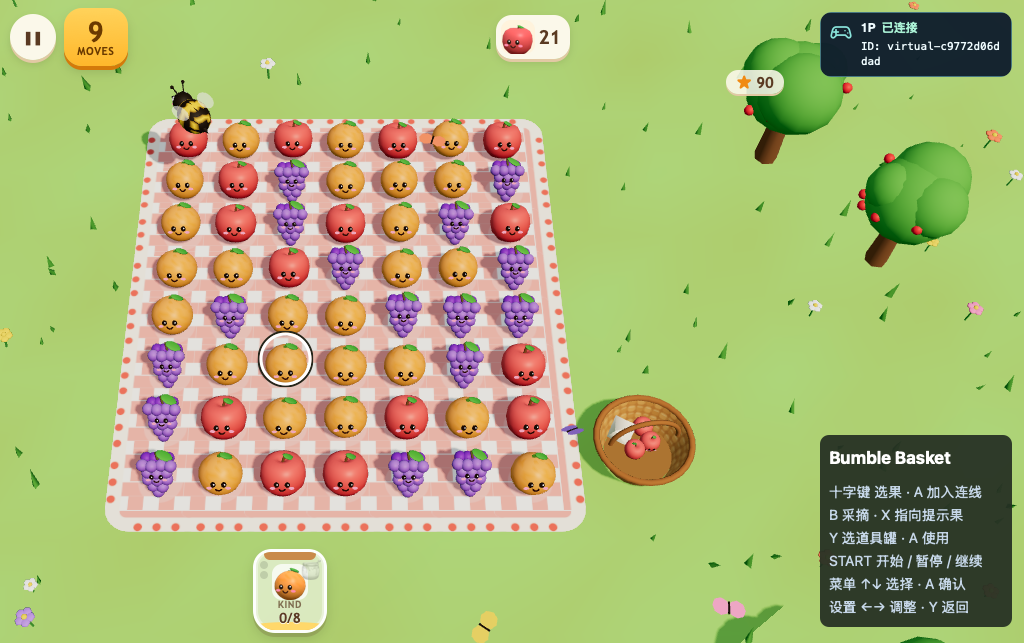 9
MOVES
21
1P 已连接
ID: virtual-c9772d06d
dad
90
Bumble Basket
十字键 选果 · A 加入连线
B 采摘 · X 指向提示果
Y 选道具罐 · A 使用
START 开始 / 暂停 / 继续
菜单 ↑↓ 选择 · A 确认
设置 ←→ 调整 · Y 返回
KIND
0/8